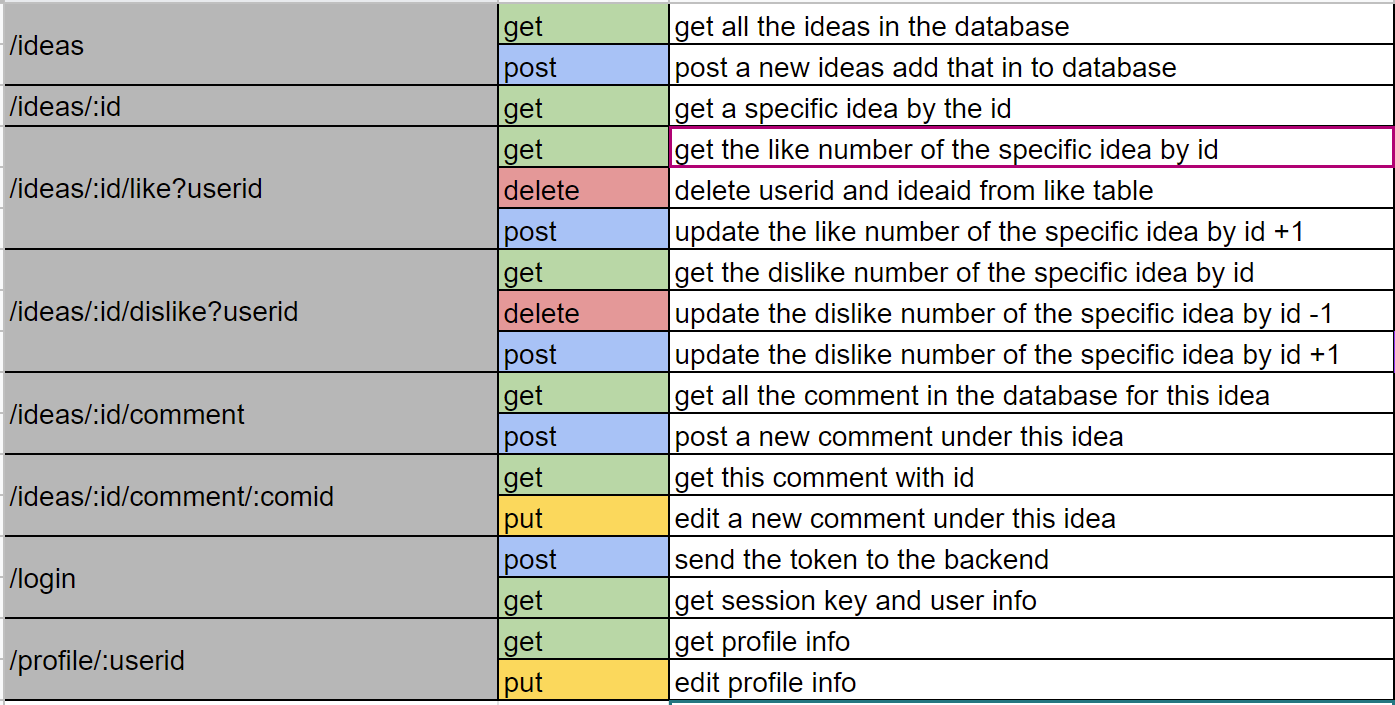 /ideas
get get all the ideas in the database
post post a new ideas add that in to database
/ideas/:id get get a specific idea by the id
/ideas/:id/like?userid
get get the like number of the specific idea by id
delete delete userid and ideaid from like table
post update the like number of the specific idea by id +1
/ideas/:id/dislike?userid
get get the dislike number of the specific idea by id
delete update the dislike number of the specific idea by id -1
post update the dislike number of the specific idea by id +1
/ideas/:id/comment
get get all the comment in the database for this idea
post post a new comment under this idea
/ideas/:id/comment/:comid
get get this comment with id
put edit a new comment under this idea
/login
post send the token to the backend
get get session key and user info
/profile/:userid
get get profile info
put edit profile info